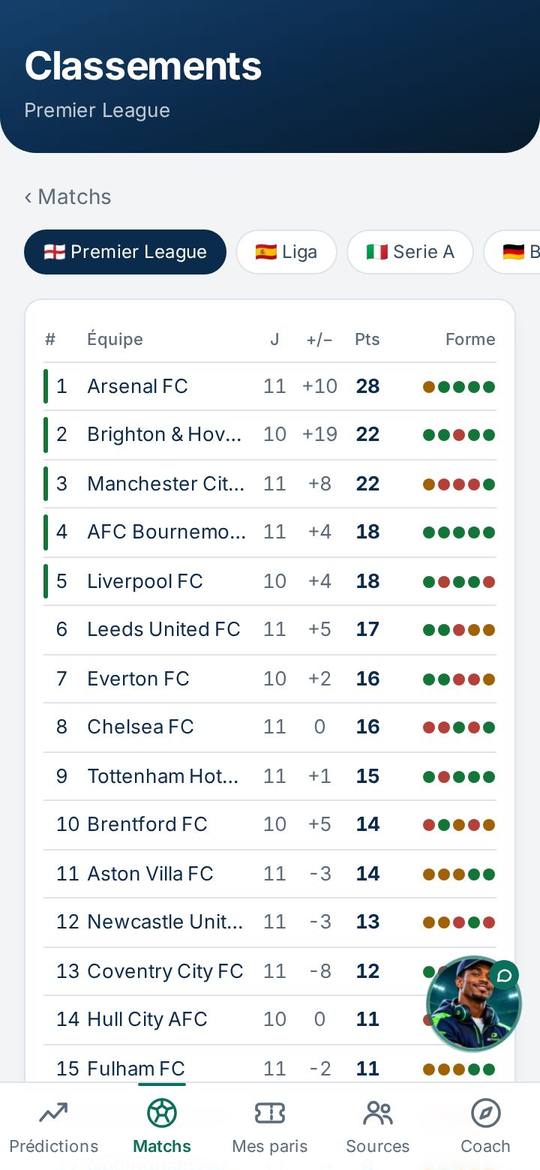 Classements
Premier League
‹ Matchs
Premier League Liga Serie A B
# Équipe J +/− Pts Forme
1 Arsenal FC 11 +10 28
2 Brighton & Hov... 10 +19 22
3 Manchester Cit... 11 +8 22
4 AFC Bournemo... 11 +4 18
5 Liverpool FC 10 +4 18
6 Leeds United FC 11 +5 17
7 Everton FC 10 +2 16
8 Chelsea FC 11 0 16
9 Tottenham Hot... 11 +1 15
10 Brentford FC 10 +5 14
11 Aston Villa FC 11 -3 14
12 Newcastle Unit... 11 -3 13
13 Coventry City FC 11 -8 12
14 Hull City AFC 10 0 11
15 Fulham FC 11 -2 11
Prédictions Matchs Mes paris Sources Coach